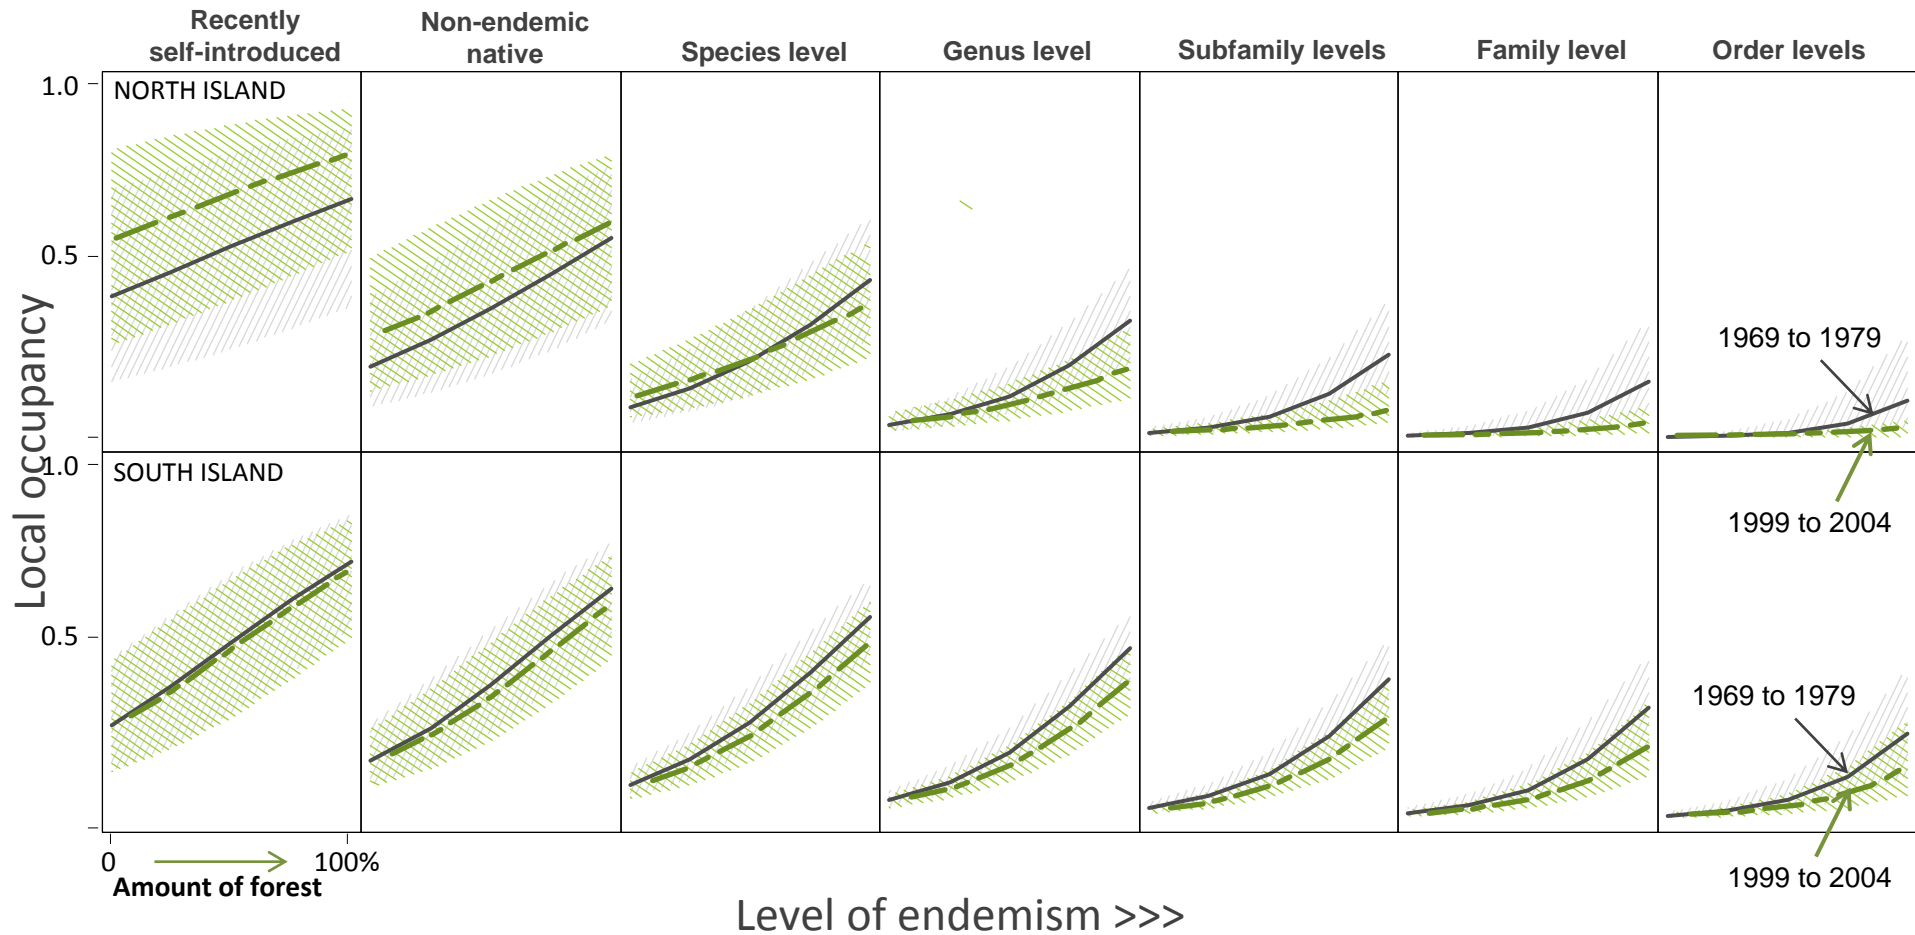 Recently
self-introduced
Non-endemic
native
Species level
Genus level
Subfamily levels
Family level
Order levels
1.0
NORTH ISLAND
0.5
1969 to 1979
1.0
SOUTH ISLAND
1999 to 2004
0.5
1969 to 1979
0
100%
Amount of forest
1999 to 2004
Local occupancy
Level of endemism >>>